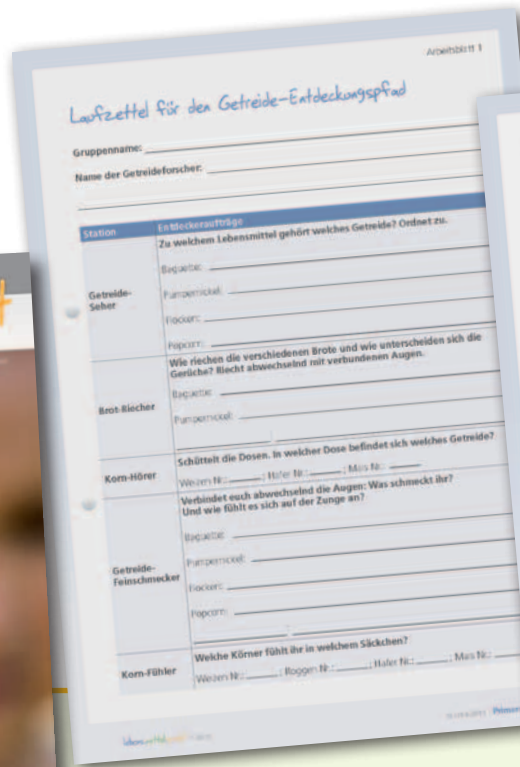 Arbeitsblatt 1
Laufzettel für den Getreide-Entdeckungspfad
Gruppenname:
Name der Getreideforscher:
Station Entdeckeraufträge
Getreide-Seher
Zu welchem Lebensmittel gehört welches Getreide? Ordnet zu.
Baguette:
Pumpernickel:
Flocken:
Popcorn:
Brot-Riecher
Wie riechen die verschiedenen Brote und wie unterscheiden sich die
Gerüche? Riecht abwechselnd mit verbundenen Augen.
Baguette:
Pumpernickel:
:
Korn-Hörer
Schüttelt die Dosen. In welcher Dose befindet sich welches Getreide?
Weizen Nr.: ; Hafer Nr.: ; Mais Nr.:
Getreide-
Feinschmecker
Verbindet euch abwechselnd die Augen: Was schmeckt ihr?
Und wie fühlt es sich auf der Zunge an?
Baguette:
Pumpernickel:
Flocken:
Popcorn:
:
Korn-Fühler
Welche Körner fühlt ihr in welchem Säckchen?
Weizen Nr.: ; Roggen Nr.: ; Hafer Nr.: ; Mais Nr.: